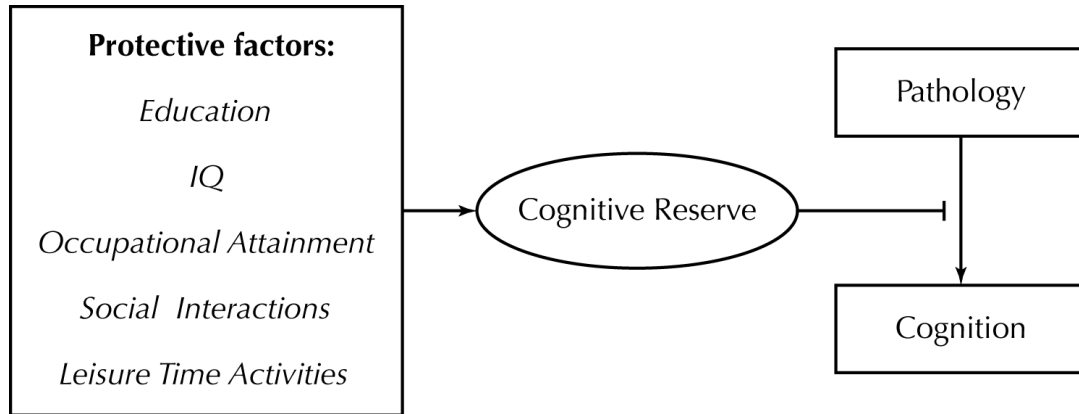 Protective factors:
Education
IQ
Occupational Attainment
Social Interactions
Leisure Time Activities
Cognitive Reserve
Pathology
Cognition